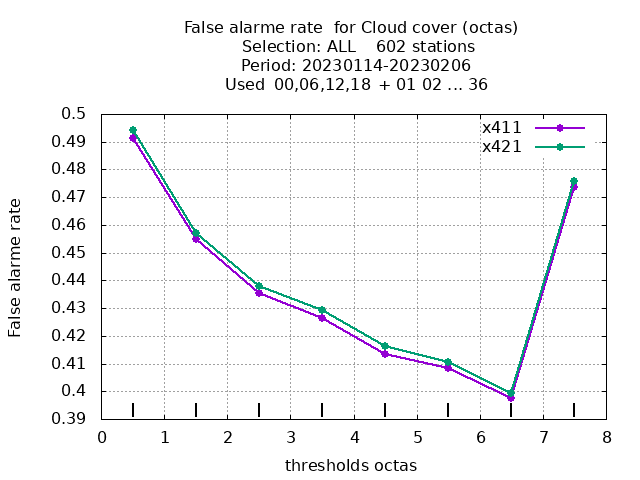 False alarme rate  for Cloud cover (octas)
Selection: ALL    602 stations
Period: 20230114-20230206
Used  00,06,12,18 + 01 02 ... 36
x411
x421
0.5
0.49
0.48
0.47
0.46
0.45
0.44
0.43
0.42
0.41
0.4
0.39
False alarme rate
0 1 2 3 4 5 6 7 8
thresholds octas